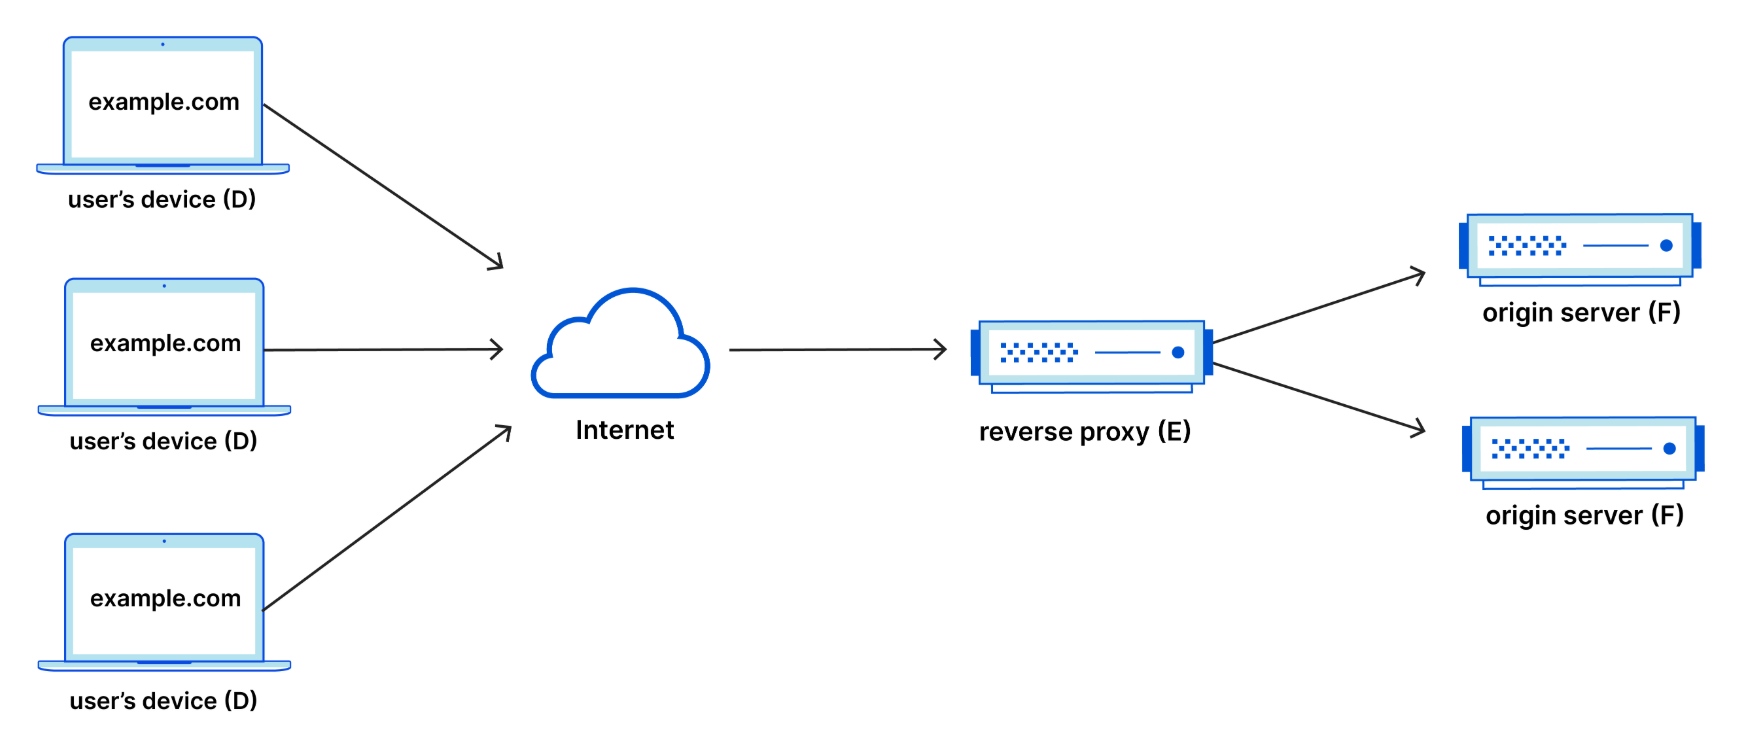 example.com
user’s device (D)
example.com
user’s device (D)
example.com
user’s device (D)
Internet
reverse proxy (E)
origin server (F)
origin server (F)